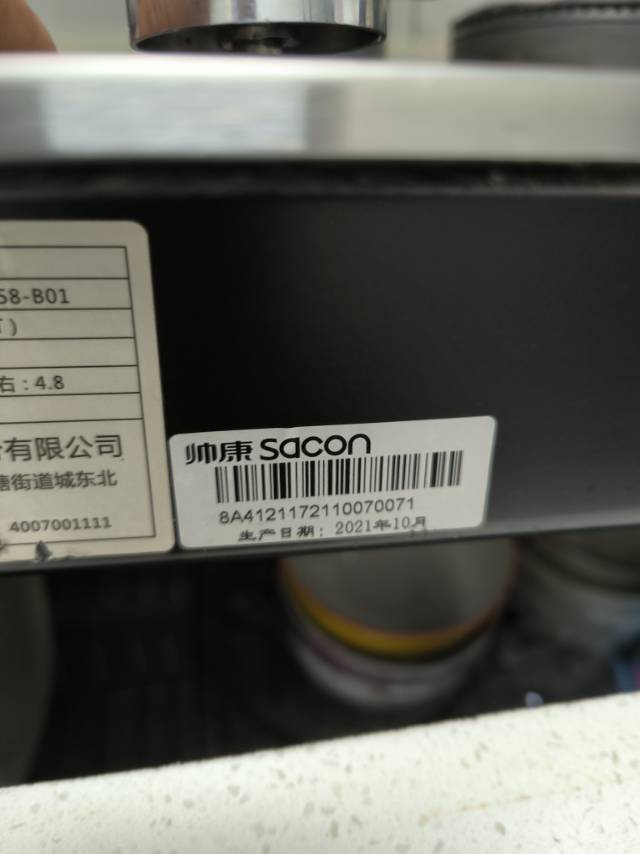 58-B01
)
右：4.8
有限公司
塘街道城东北
4007001111
帅康 sacon
8A4121172110070071
生产日期：2021年10月